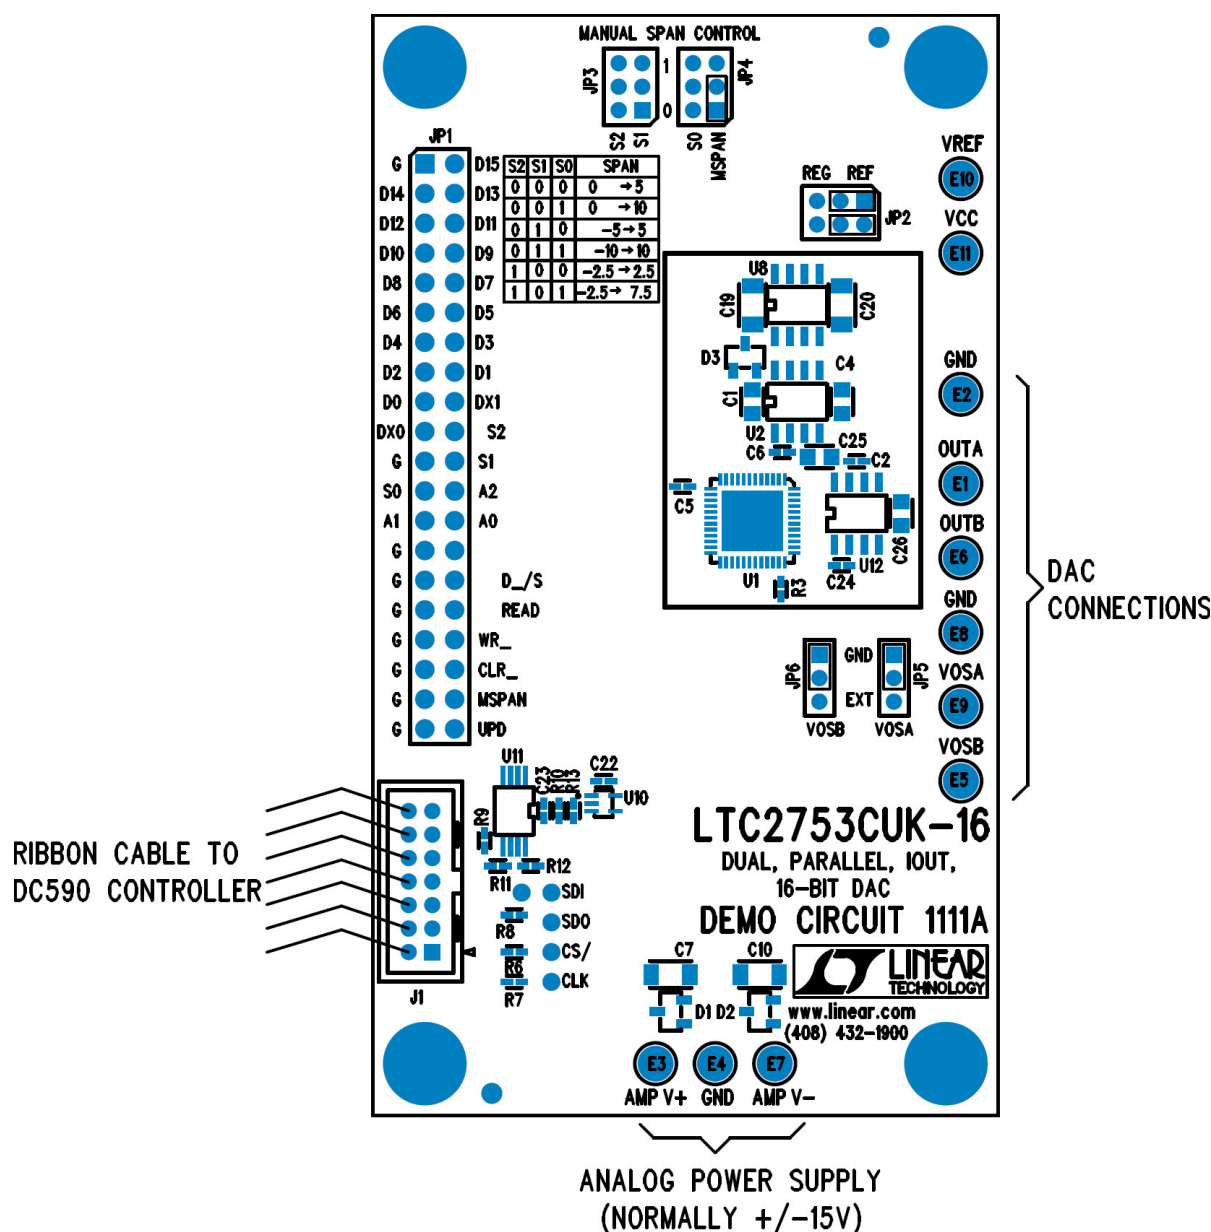 MANUAL SPAN CONTROL
JP3
1
0
JP4
S2
S1
S0
MSPAN
JP1
G D15
D14 D13
D12 D11
D10 D9
D8 D7
D6 D5
D4 D3
D2 D1
D0 DX1
DX0 S2
G S1
S0 A2
A1 A0
G
G D_/S
G READ
G WR_
G CLR_
G MSPAN
G UPD
S2 S1 S0 SPAN
0 0 0 0 →5
0 0 1 0 →10
0 1 0 -5→5
0 1 1 -10→10
1 0 0 -2.5→2.5
1 0 1 -2.5→ 7.5
REG REF
JP2
VREF
E10
VCC
E11
U8
C19
C20
D3
C4
C1
U2
C25
C6
C2
C5
U1
R3
C24
U12
C26
GND
E2
OUTA
E1
OUTB
E6
GND
E8
VOSA
E9
VOSB
E5
DAC
CONNECTIONS
JP6
GND
JP5
EXT
VOSB
VOSA
U11
C23
R10
R13
C22
U10
R9
R11
R12
SDI
R8
SDO
R6
CS/
R7
CLK
RIBBON CABLE TO
DC590 CONTROLLER
J1
LTC2753CUK-16
DUAL, PARALLEL, IOUT,
16-BIT DAC
DEMO CIRCUIT 1111A
C7
C10
D1
D2
LINEAR
TECHNOLOGY
www.linear.com
(408) 432-1900
E3
E4
E7
AMP V+ GND AMP V-
ANALOG POWER SUPPLY
(NORMALLY +/-15V)